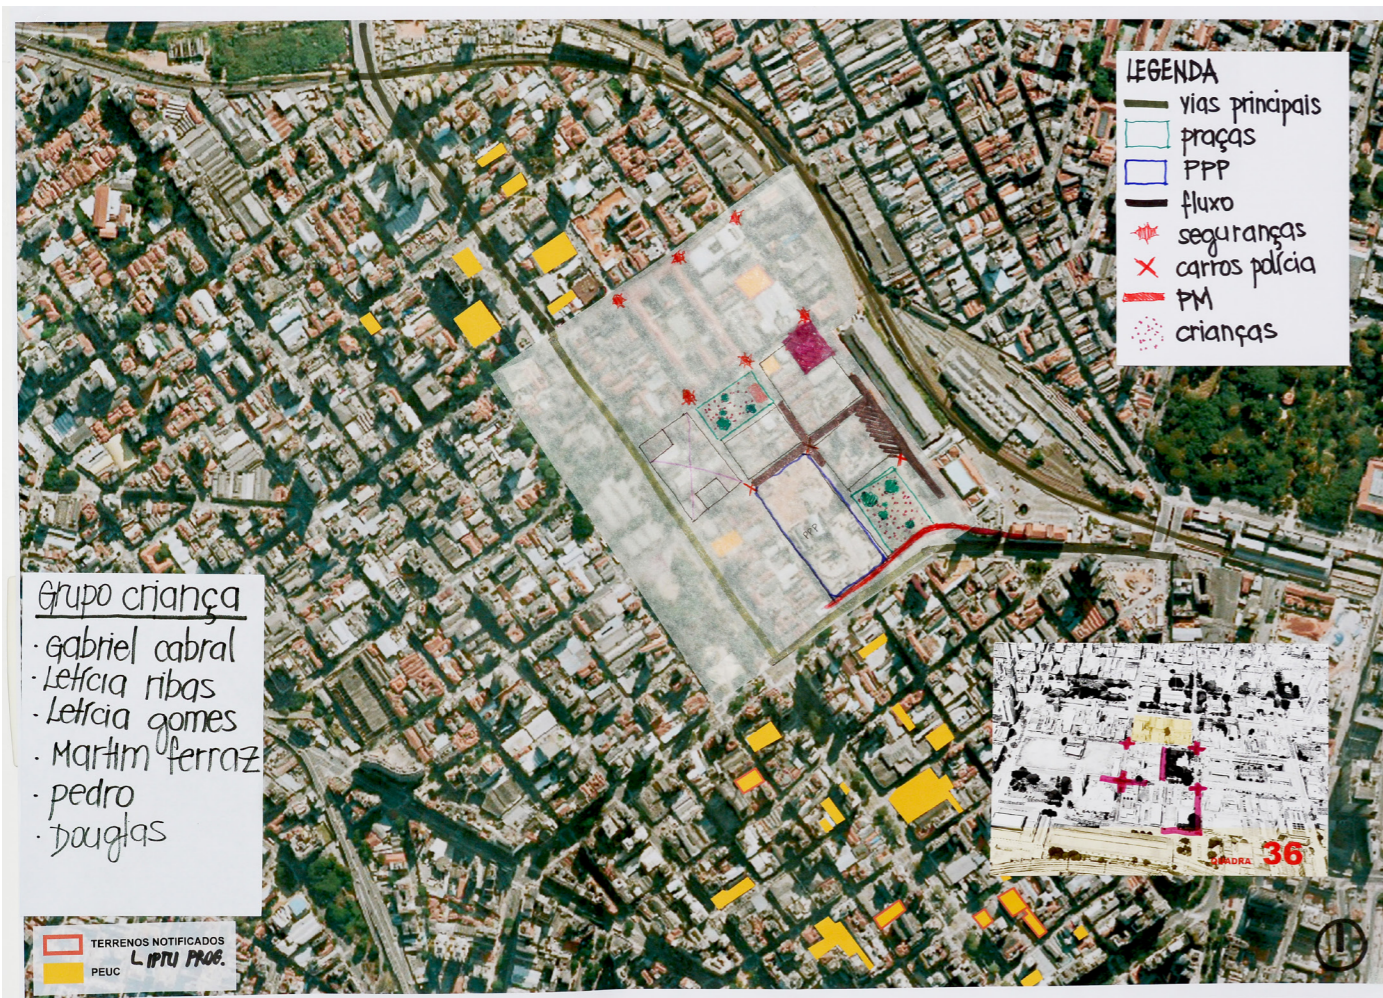 LEGENDA
vias principais
praças
PPP
fluxo
seguranças
carros polícia
PM
crianças
PPP
Grupo criança
· Gabriel cabral
· Letícia ribas
· Letícia gomes
· Martim ferraz
· pedro
· Douglas
QUADRA 36
TERRENOS NOTIFICADOS
IPTU PROG.
PEUC